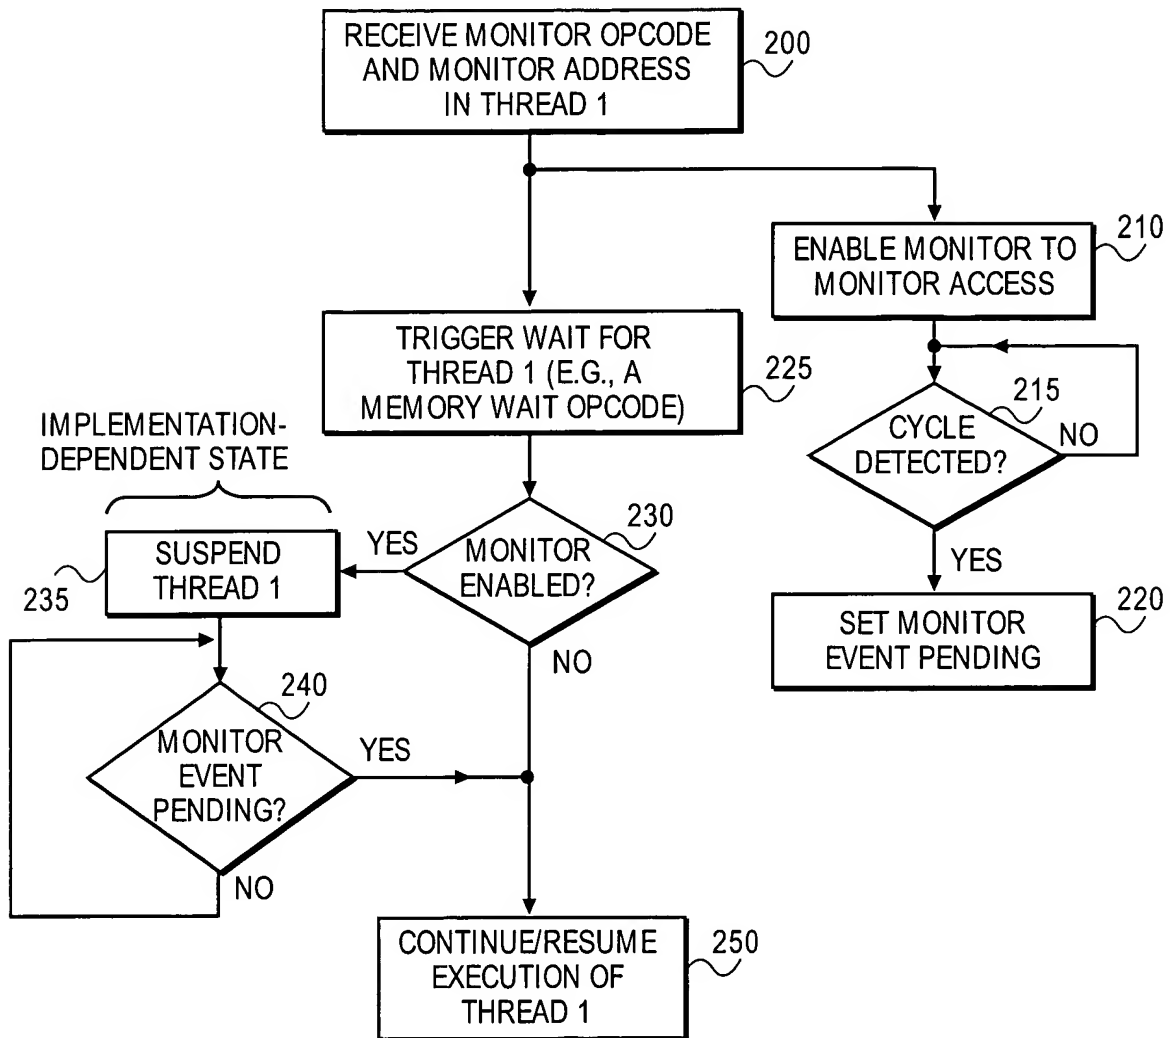 RECEIVE MONITOR OPCODE
AND MONITOR ADDRESS
IN THREAD 1
200
ENABLE MONITOR TO
MONITOR ACCESS
210
TRIGGER WAIT FOR
THREAD 1 (E.G., A
MEMORY WAIT OPCODE)
225
CYCLE
DETECTED?
215
NO
YES
IMPLEMENTATION-
DEPENDENT STATE
SUSPEND
THREAD 1
235
YES
MONITOR
ENABLED?
230
NO
SET MONITOR
EVENT PENDING
220
MONITOR
EVENT
PENDING?
240
YES
NO
CONTINUE/RESUME
EXECUTION OF
THREAD 1
250